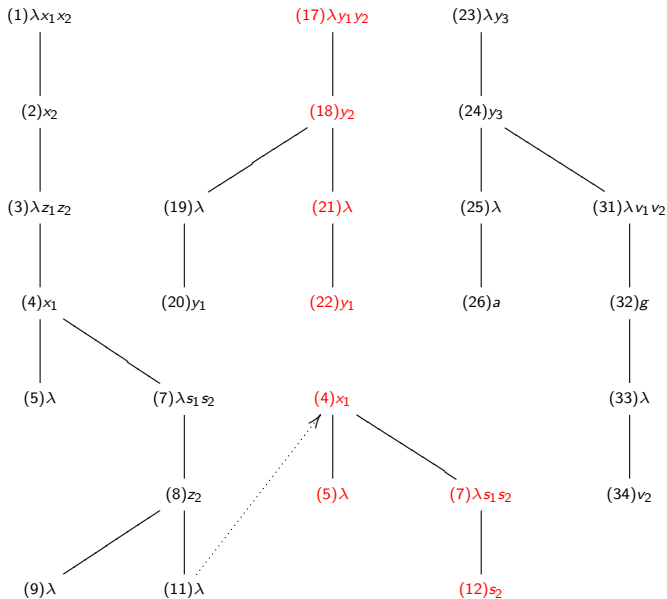 (1)λx₁x₂ (17)λy₁y₂ (23)λy₃
(2)x₂ (18)y₂ (24)y₃
(3)λz₁z₂ (19)λ (21)λ (25)λ (31)λv₁v₂
(4)x₁ (20)y₁ (22)y₁ (26)a (32)g
(5)λ (7)λs₁s₂ (4)x₁ (33)λ
(8)z₂ (5)λ (7)λs₁s₂ (34)v₂
(9)λ (11)λ (12)s₂